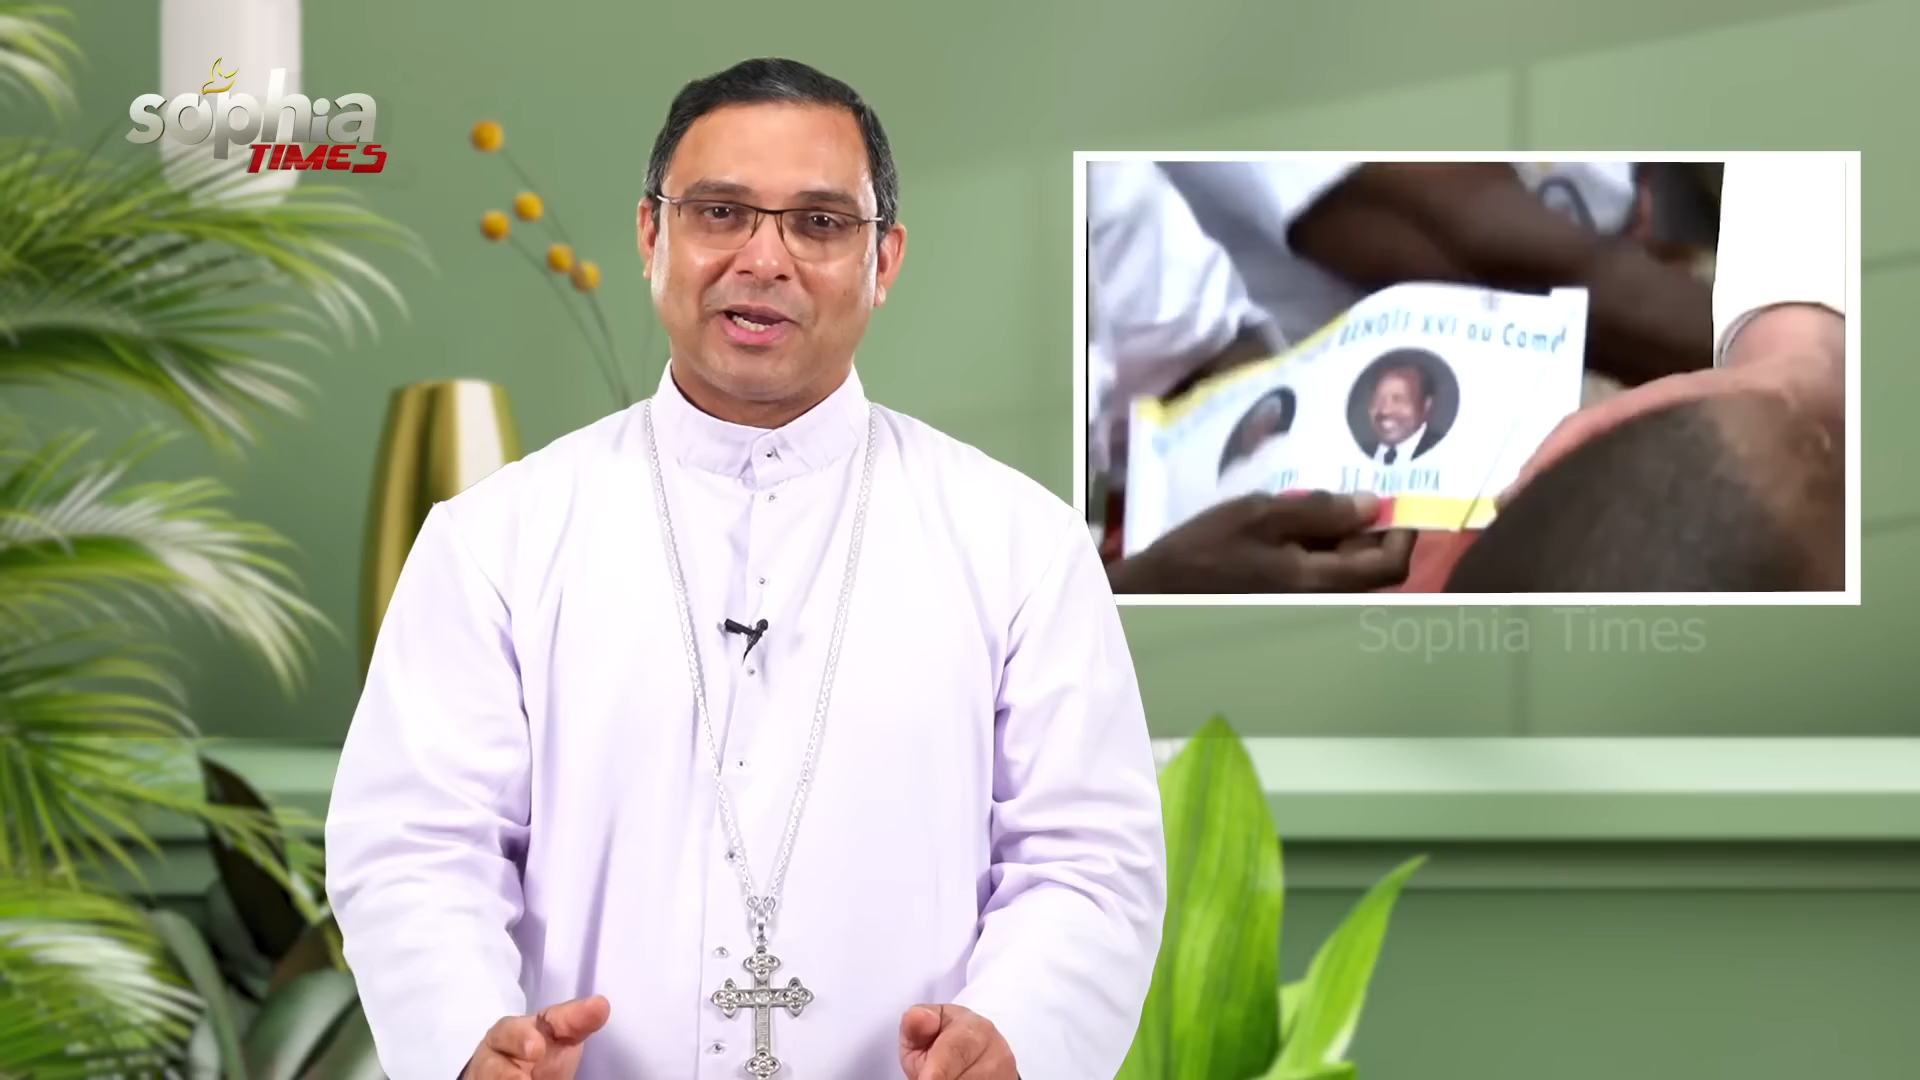 sophia
TIMES
BENOIT XVI au Came
S.E. PAUL BIYA
Sophia Times